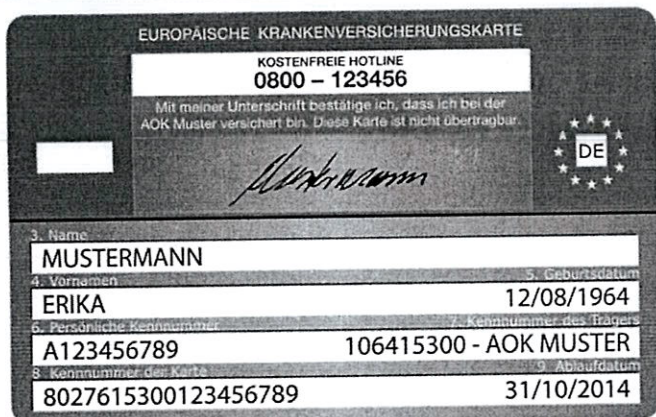 EUROPÄISCHE KRANKENVERSICHERUNGSKARTE
KOSTENFREIE HOTLINE
0800 – 123456
Mit meiner Unterschrift bestätige ich, dass ich bei der
AOK Muster versichert bin. Diese Karte ist nicht übertragbar.
Mustermann
DE
3. Name
MUSTERMANN
4. Vornamen 5. Geburtsdatum
ERIKA 12/08/1964
6. Persönliche Kennnummer 7. Kennnummer des Trägers
A123456789 106415300 - AOK MUSTER
8. Kennnummer der Karte 9. Ablaufdatum
8027615300123456789 31/10/2014